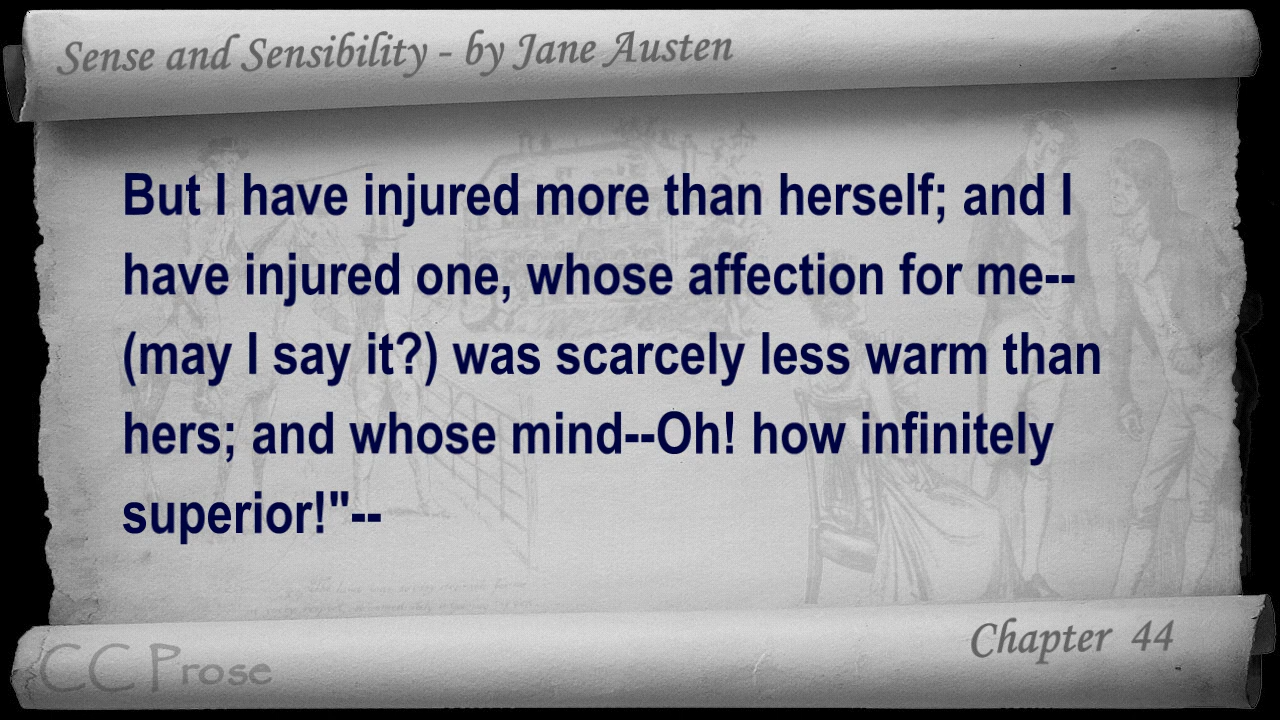 Sense and Sensibility - by Jane Austen
But I have injured more than herself; and I
have injured one, whose affection for me--
(may I say it?) was scarcely less warm than
hers; and whose mind--Oh! how infinitely
superior!"--
Chapter 44
CC Prose